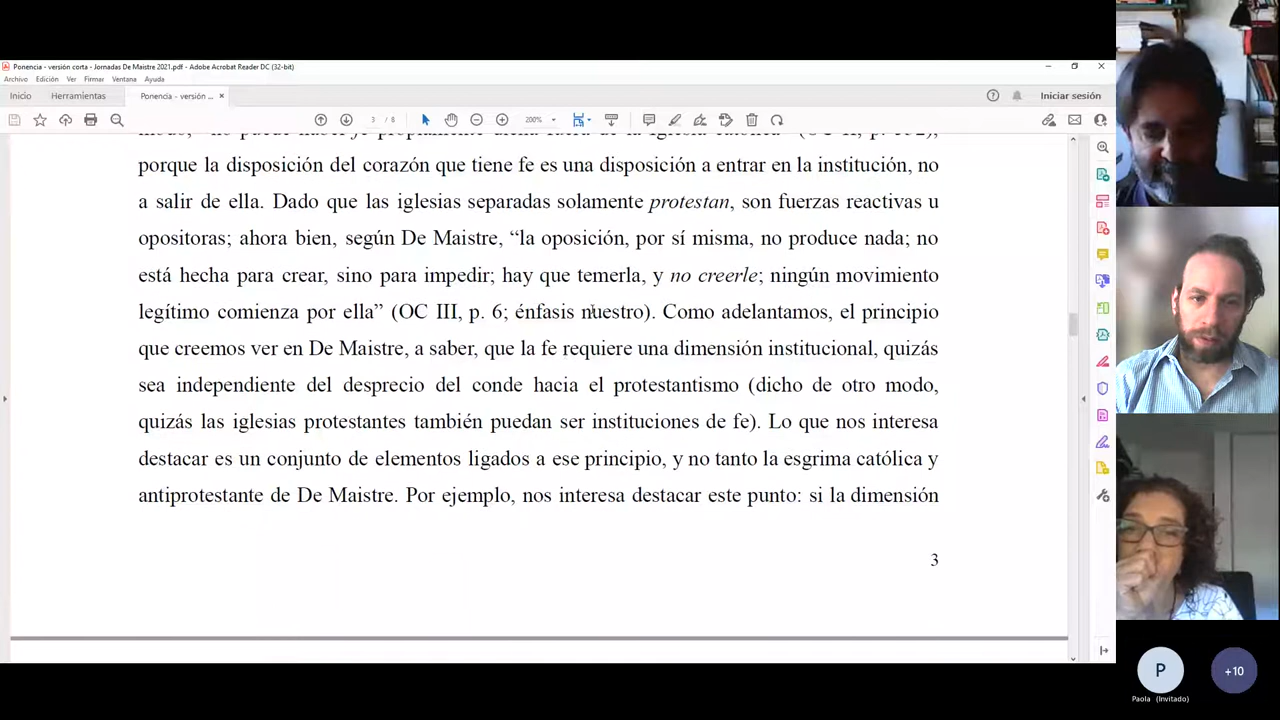 Ponencia - versión corta - Jornadas De Maistre 2021.pdf - Adobe Acrobat Reader DC (32-bit)
Archivo Edición Ver Firmar Ventana Ayuda
Inicio Herramientas Ponencia - versión ... × Iniciar sesión
3 / 8 200%
porque la disposición del corazón que tiene fe es una disposición a entrar en la institución, no
a salir de ella. Dado que las iglesias separadas solamente protestan, son fuerzas reactivas u
opositoras; ahora bien, según De Maistre, “la oposición, por sí misma, no produce nada; no
está hecha para crear, sino para impedir; hay que temerla, y no creerle; ningún movimiento
legítimo comienza por ella” (OC III, p. 6; énfasis nuestro). Como adelantamos, el principio
que creemos ver en De Maistre, a saber, que la fe requiere una dimensión institucional, quizás
sea independiente del desprecio del conde hacia el protestantismo (dicho de otro modo,
quizás las iglesias protestantes también puedan ser instituciones de fe). Lo que nos interesa
destacar es un conjunto de elementos ligados a ese principio, y no tanto la esgrima católica y
antiprotestante de De Maistre. Por ejemplo, nos interesa destacar este punto: si la dimensión
3
P
+10
Paola (Invitado)